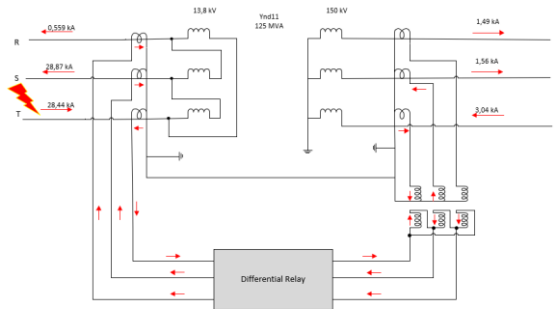 13,8 kV
Ynd11
125 MVA
150 kV
R
0,559 kA
1,49 kA
S
28,87 kA
1,56 kA
T
28,44 kA
3,04 kA
Differential Relay